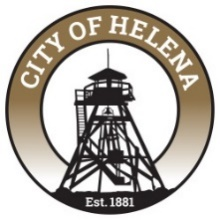 CITY OF HELENA
Est. 1881